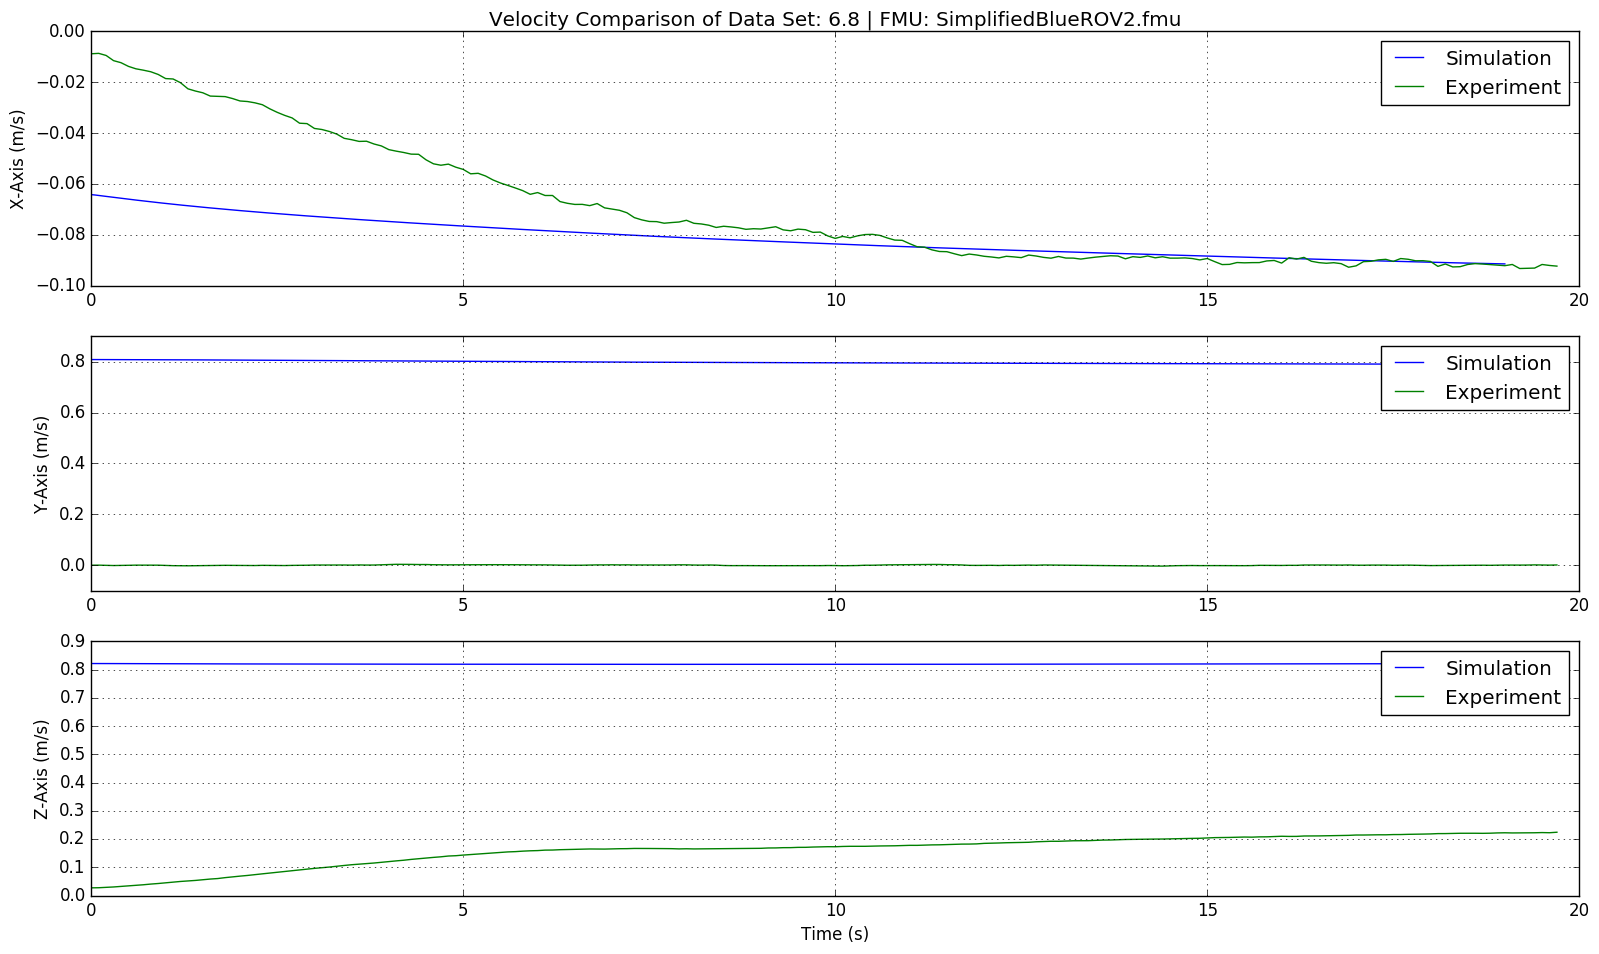 Velocity Comparison of Data Set: 6.8 | FMU: SimplifiedBlueROV2.fmu
0.00
−0.02
−0.04
−0.06
−0.08
−0.10
X-Axis (m/s)
Simulation
Experiment
0 5 10 15 20
0.8
0.6
0.4
0.2
0.0
Y-Axis (m/s)
Simulation
Experiment
0 5 10 15 20
0.9
0.8
0.7
0.6
0.5
0.4
0.3
0.2
0.1
0.0
Z-Axis (m/s)
Simulation
Experiment
0 5 10 15 20
Time (s)